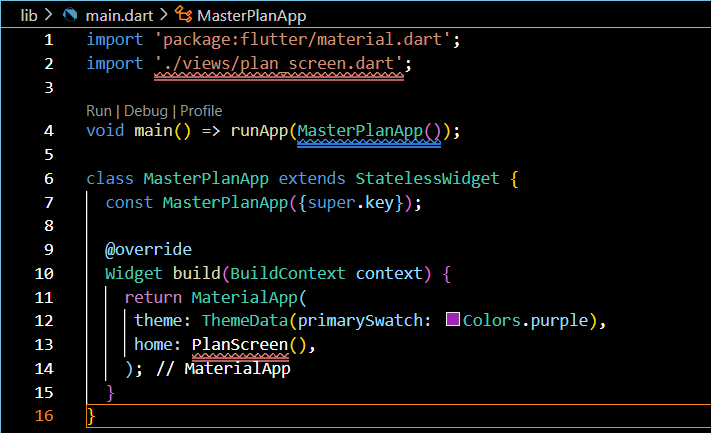 lib > main.dart > MasterPlanApp
1 import 'package:flutter/material.dart';
2 import './views/plan_screen.dart';
3
Run | Debug | Profile
4 void main() => runApp(MasterPlanApp());
5
6 class MasterPlanApp extends StatelessWidget {
7   const MasterPlanApp({super.key});
8
9   @override
10   Widget build(BuildContext context) {
11     return MaterialApp(
12      theme: ThemeData(primarySwatch: Colors.purple),
13      home: PlanScreen(),
14     ); // MaterialApp
15   }
16 }